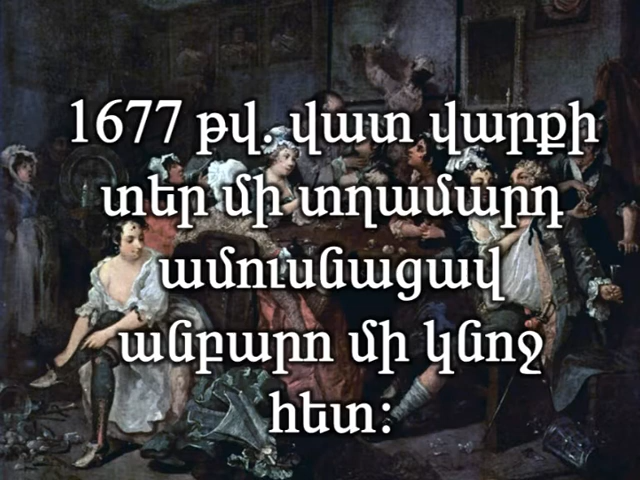 1677 թվ. վատ վարքի
տեր մի տղամարդ
ամուսնացավ
անբարո մի կնոջ
հետ: